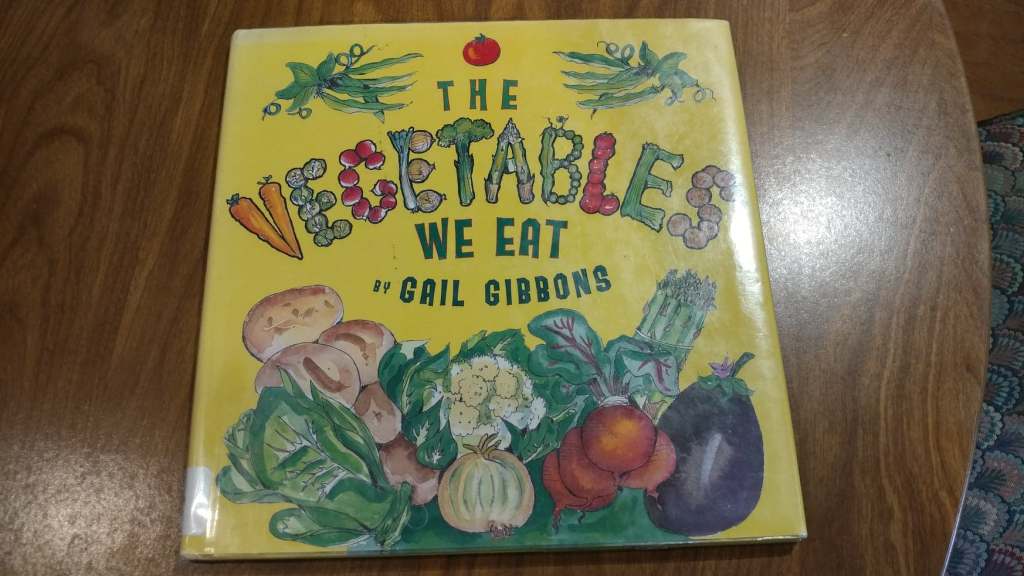 THE
VEGETABLES
WE EAT
BY GAIL GIBBONS